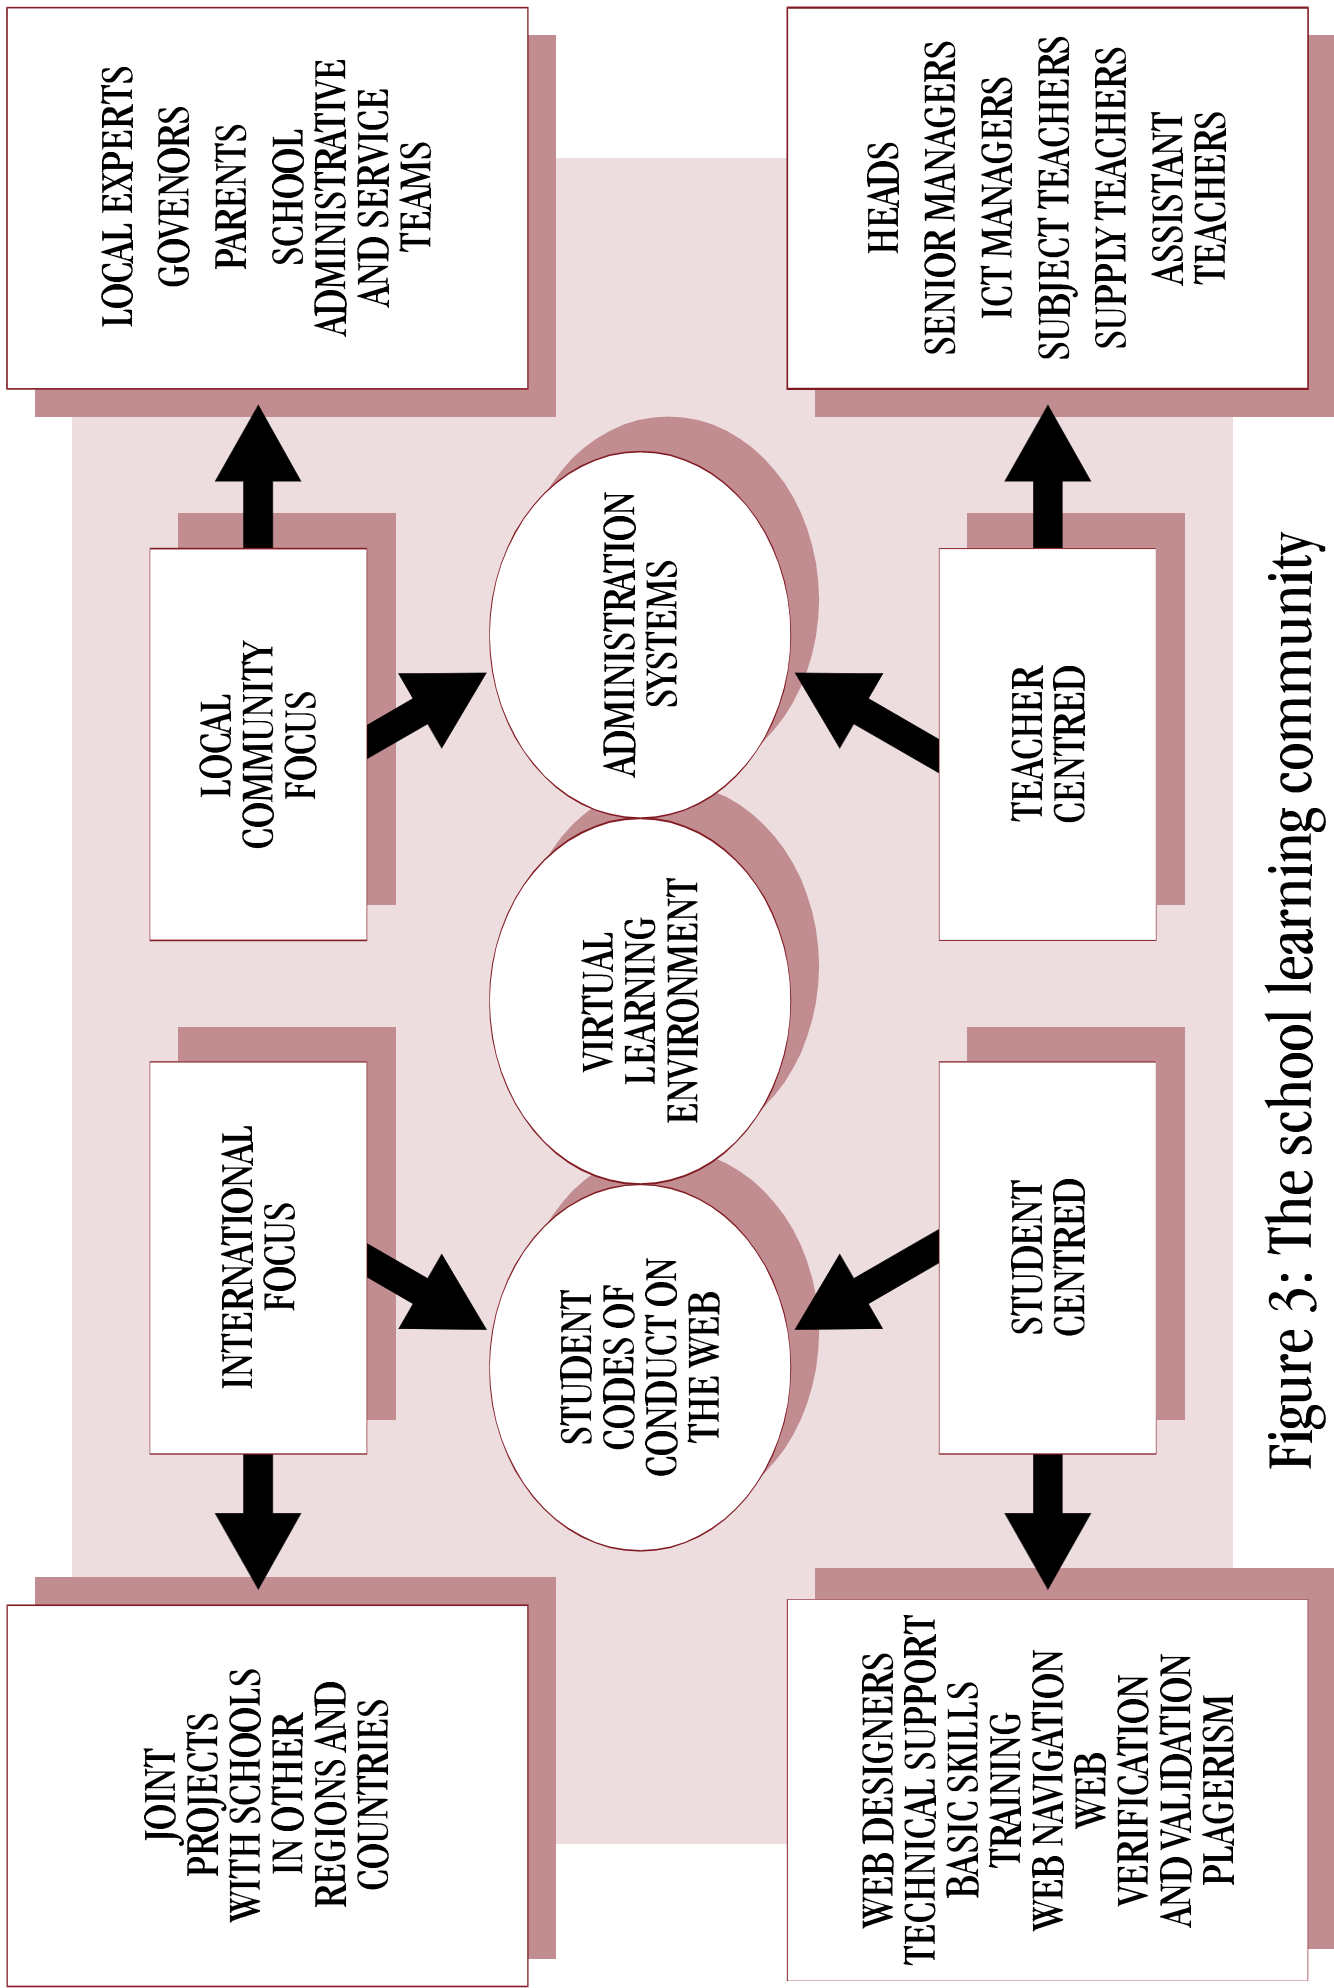 JOINT
PROJECTS
WITH SCHOOLS
IN OTHER
REGIONS AND
COUNTRIES
INTERNATIONAL
FOCUS
LOCAL
COMMUNITY
FOCUS
LOCAL EXPERTS
GOVENORS
PARENTS
SCHOOL
ADMINISTRATIVE
AND SERVICE
TEAMS
STUDENT
CODES OF
CONDUCT ON
THE WEB
VIRTUAL
LEARNING
ENVIRONMENT
ADMINISTRATION
SYSTEMS
WEB DESIGNERS
TECHNICAL SUPPORT
BASIC SKILLS
TRAINING
WEB NAVIGATION
WEB
VERIFICATION
AND VALIDATION
PLAGERISM
STUDENT
CENTRED
TEACHER
CENTRED
HEADS
SENIOR MANAGERS
ICT MANAGERS
SUBJECT TEACHERS
SUPPLY TEACHERS
ASSISTANT
TEACHERS
Figure 3: The school learning community